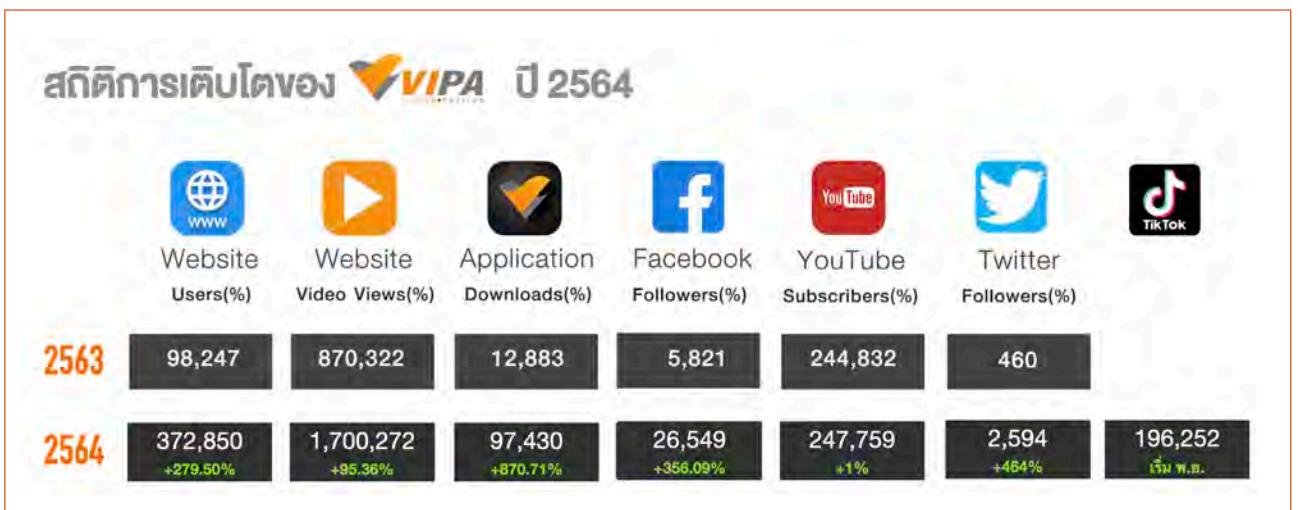 สถิติการเติบโตของ VIPA ปี 2564
www
You Tube
TikTok
Website Website Application Facebook YouTube Twitter
Users(%) Video Views(%) Downloads(%) Followers(%) Subscribers(%) Followers(%)
2563 98,247 870,322 12,883 5,821 244,832 460
2564 372,850 1,700,272 97,430 26,549 247,759 2,594 196,252
+279.50% +95.36% +870.71% +356.09% +1% +464% เริ่ม พ.ย.